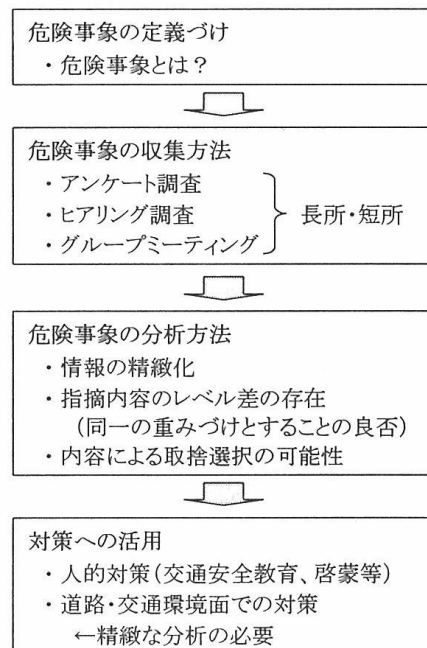 危険事象の定義づけ
・危険事象とは？
危険事象の収集方法
・アンケート調査
・ヒアリング調査
・グループミーティング
長所・短所
危険事象の分析方法
・情報の精緻化
・指摘内容のレベル差の存在
（同一の重みづけとすることの良否）
・内容による取捨選択の可能性
対策への活用
・人的対策（交通安全教育、啓蒙等）
・道路・交通環境面での対策
←精緻な分析の必要